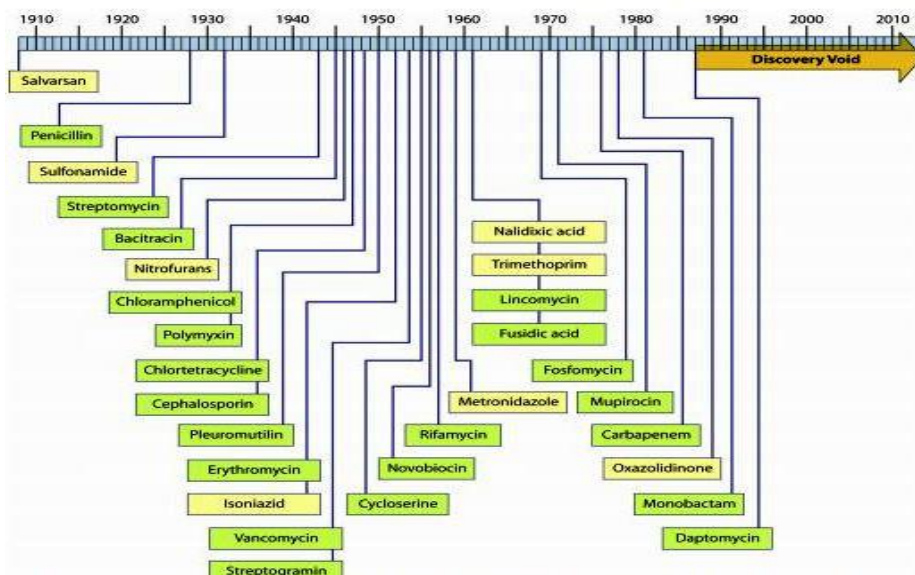 1910 1920 1930 1940 1950 1960 1970 1980 1990 2000 2010
Discovery Void
Salvarsan
Penicillin
Sulfonamide
Streptomycin
Bacitracin
Nitrofurans
Chloramphenicol
Polymyxin
Chlortetracycline
Cephalosporin
Pleuromutilin
Erythromycin
Isoniazid
Vancomycin
Streptogramin
Cycloserine
Novobiocin
Rifamycin
Metronidazole
Nalidixic acid
Trimethoprim
Lincomycin
Fusidic acid
Fosfomycin
Mupirocin
Carbapenem
Oxazolidinone
Monobactam
Daptomycin